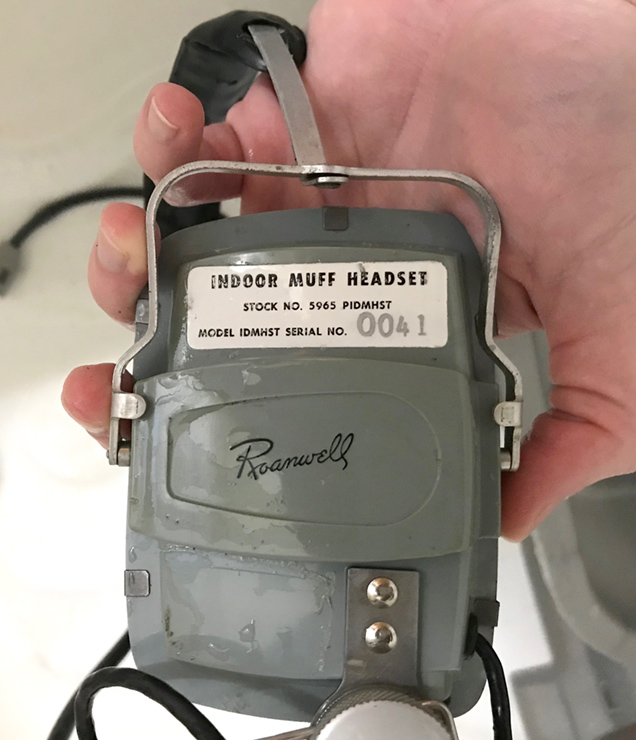 INDOOR MUFF HEADSET
STOCK NO. 5965 PIDMHST
MODEL IDMHST SERIAL NO. 0041
Roanwell